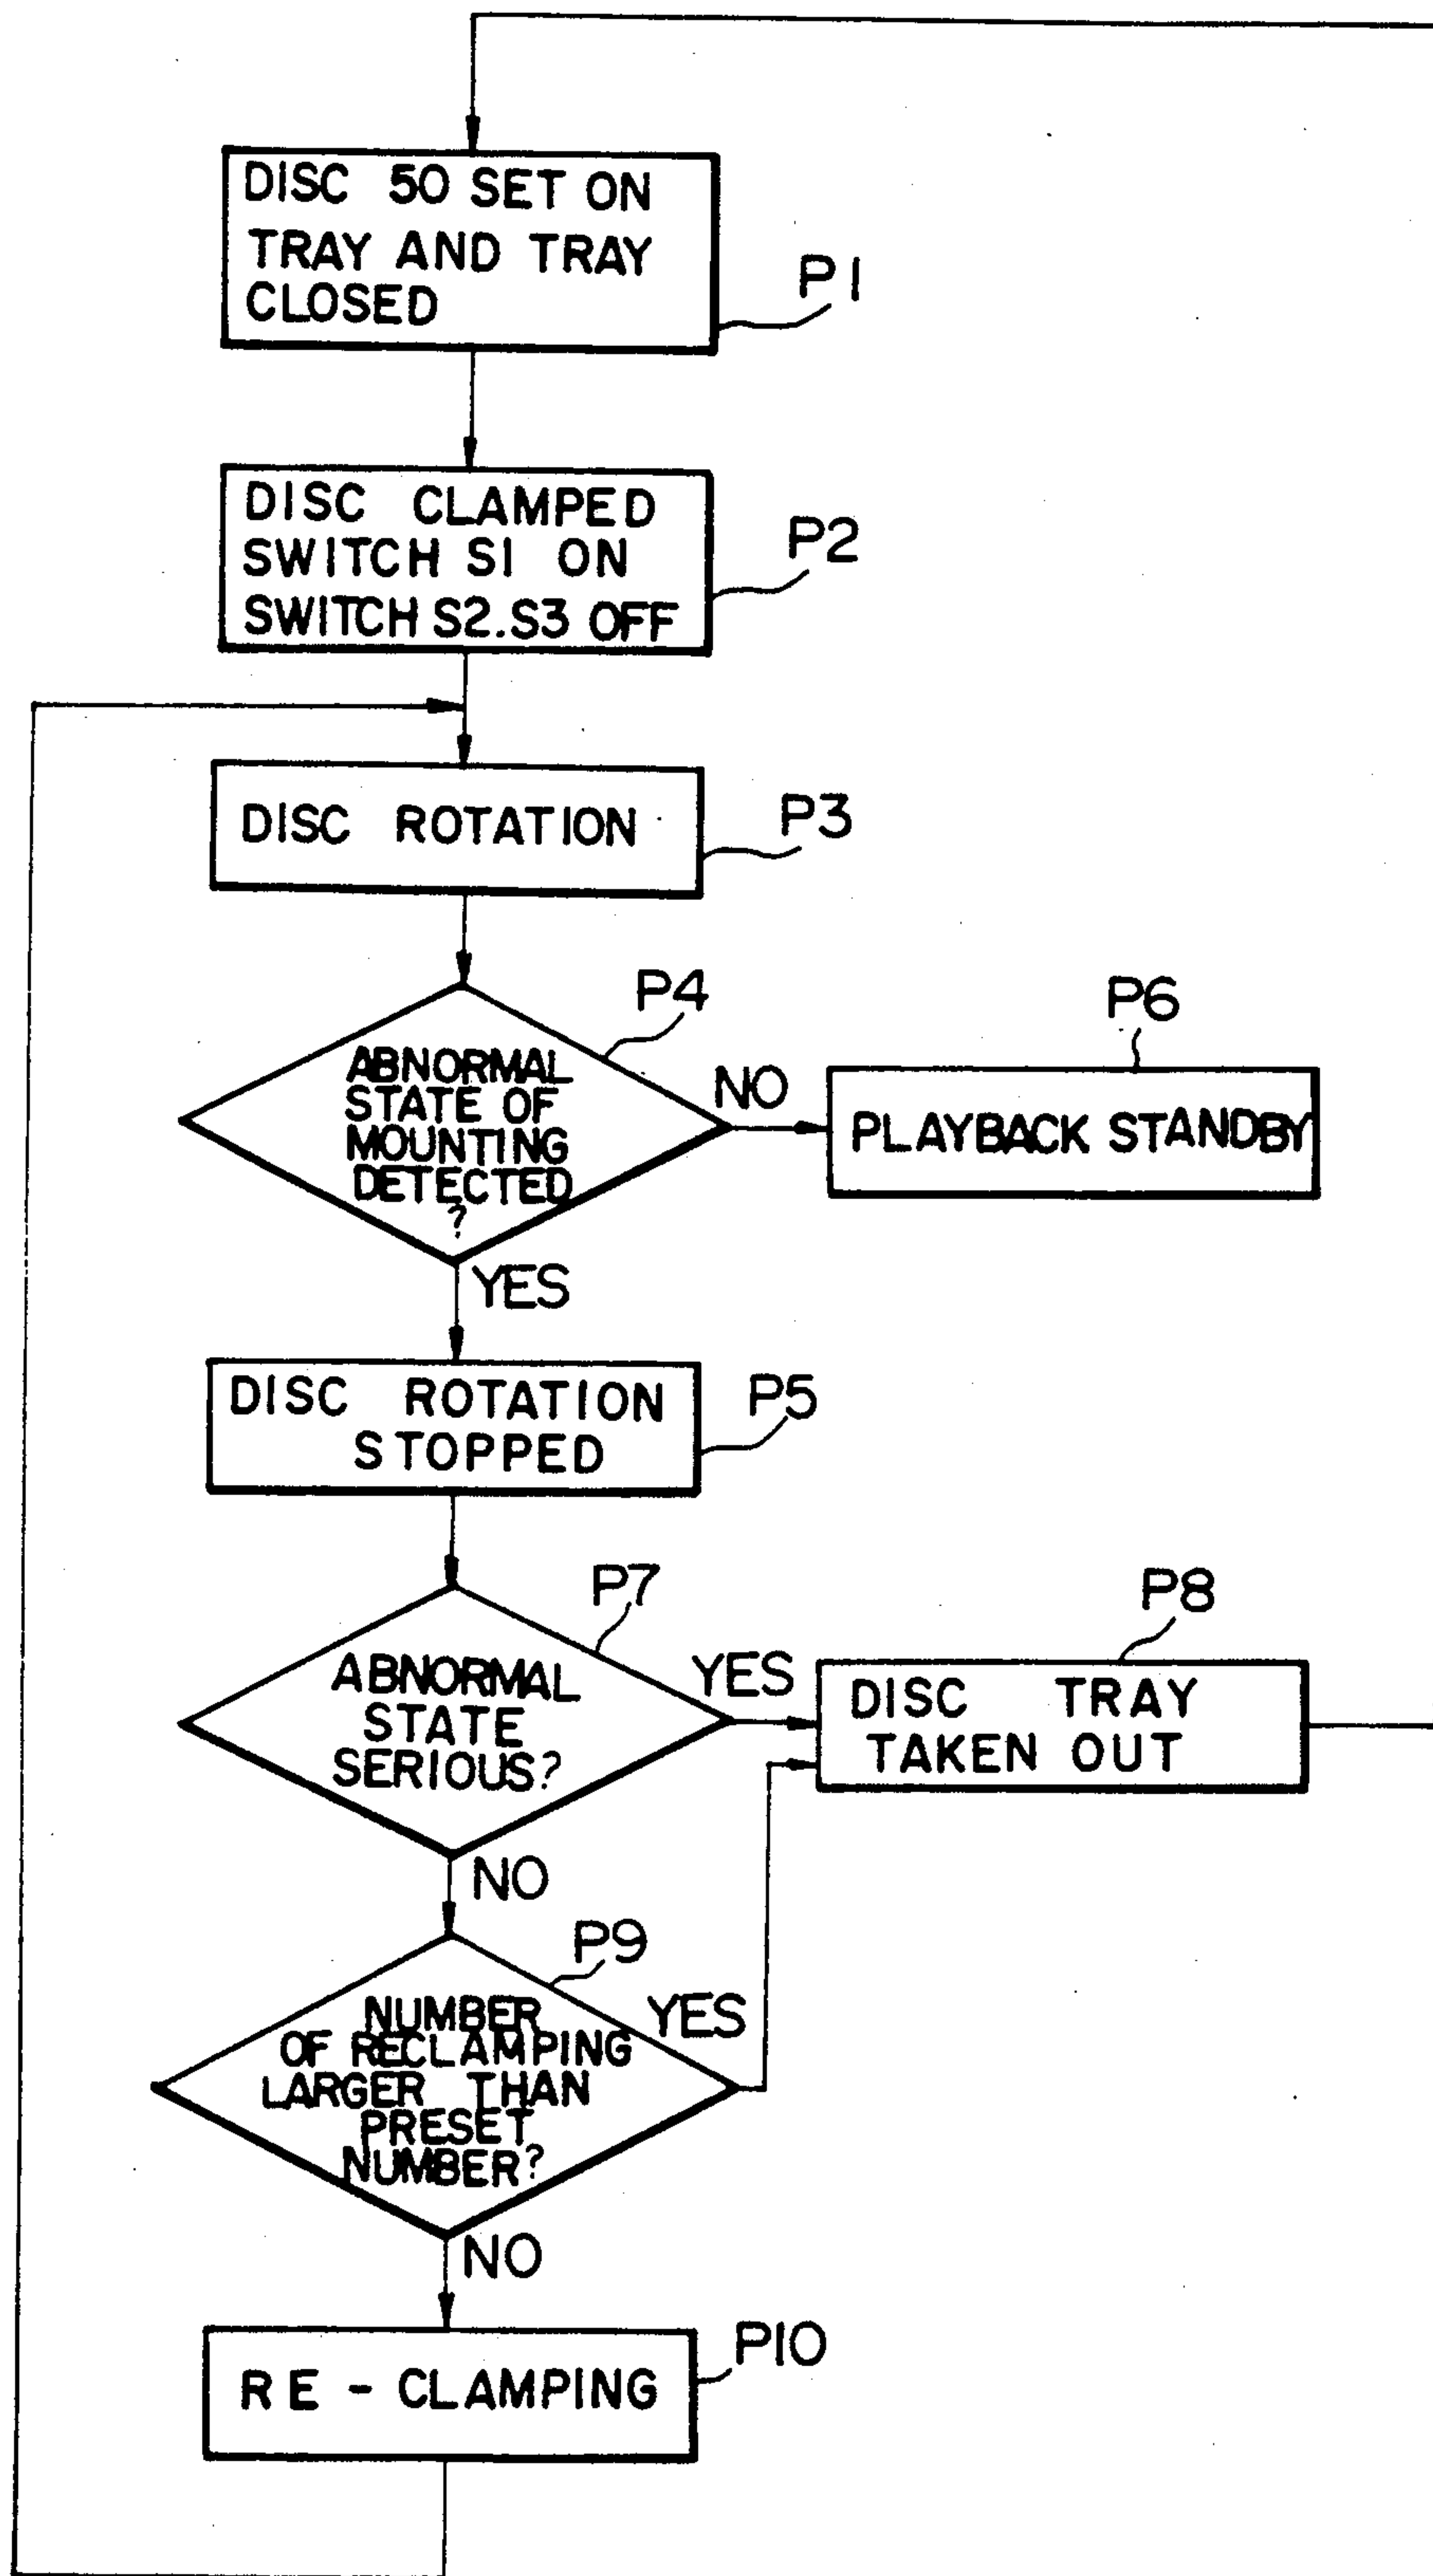 DISC 50 SET ON
TRAY AND TRAY
CLOSED
P1
DISC CLAMPED
SWITCH S1 ON
SWITCH S2.S3 OFF
P2
DISC ROTATION
P3
P4
ABNORMAL
STATE OF
MOUNTING
DETECTED
?
NO
P6
PLAYBACK STANDBY
YES
DISC ROTATION
STOPPED
P5
P7
ABNORMAL
STATE
SERIOUS?
YES
P8
DISC TRAY
TAKEN OUT
NO
P9
NUMBER
OF RECLAMPING
LARGER THAN
PRESET
NUMBER?
YES
NO
RE - CLAMPING
P10